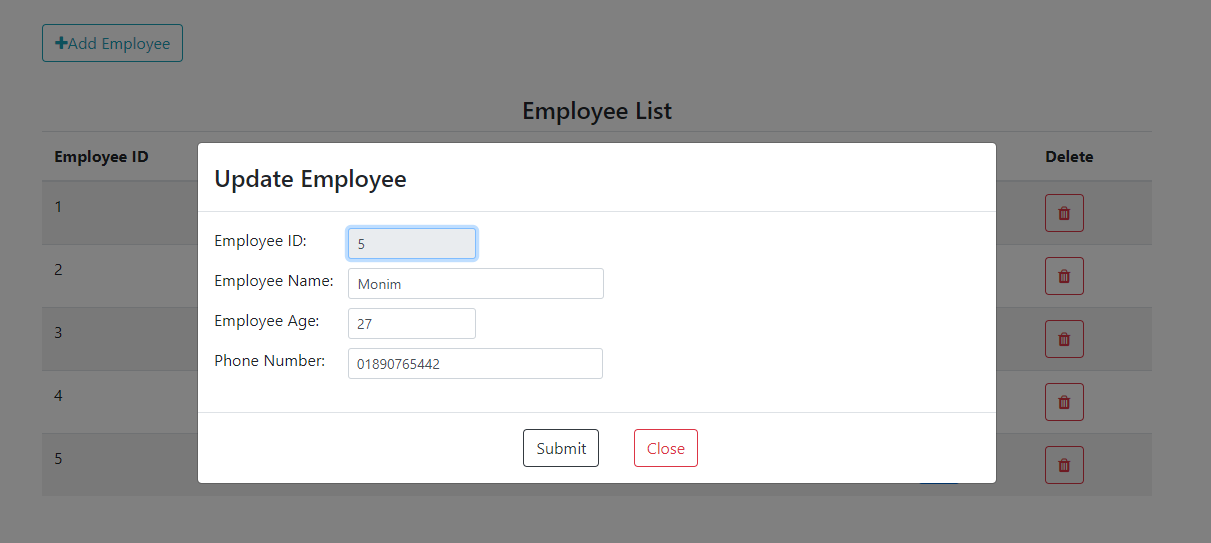 Add Employee
Employee List
Employee ID
Delete
Update Employee
1
Employee ID: 5
2
Employee Name: Monim
Employee Age: 27
3
Phone Number: 01890765442
4
Submit Close
5